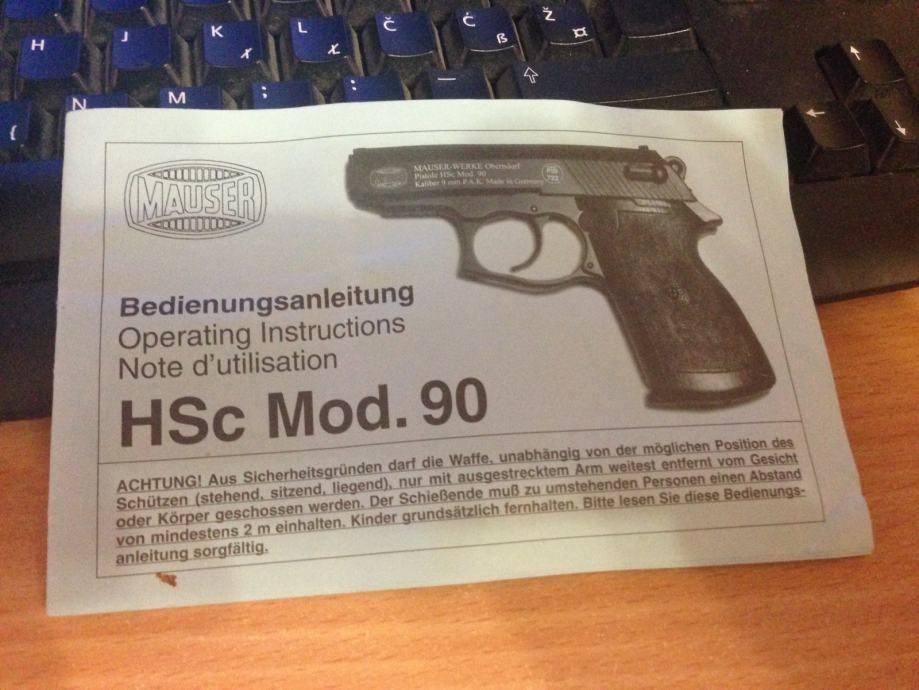 H J K L Č Ć Ž
ß ¤
N M ; : _
{
MAUSER
MAUSER-WERKE Oberndorf
Pistole HSc Mod. 90
Kaliber 9 mm P.A.K. Made in Germany
PTB
722
Bedienungsanleitung
Operating Instructions
Note d'utilisation
HSc Mod. 90
ACHTUNG! Aus Sicherheitsgründen darf die Waffe, unabhängig von der möglichen Position des
Schützen (stehend, sitzend, liegend), nur mit ausgestrecktem Arm weitest entfernt vom Gesicht
oder Körper geschossen werden. Der Schießende muß zu umstehenden Personen einen Abstand
von mindestens 2 m einhalten. Kinder grundsätzlich fernhalten. Bitte lesen Sie diese Bedienungs-
anleitung sorgfältig.